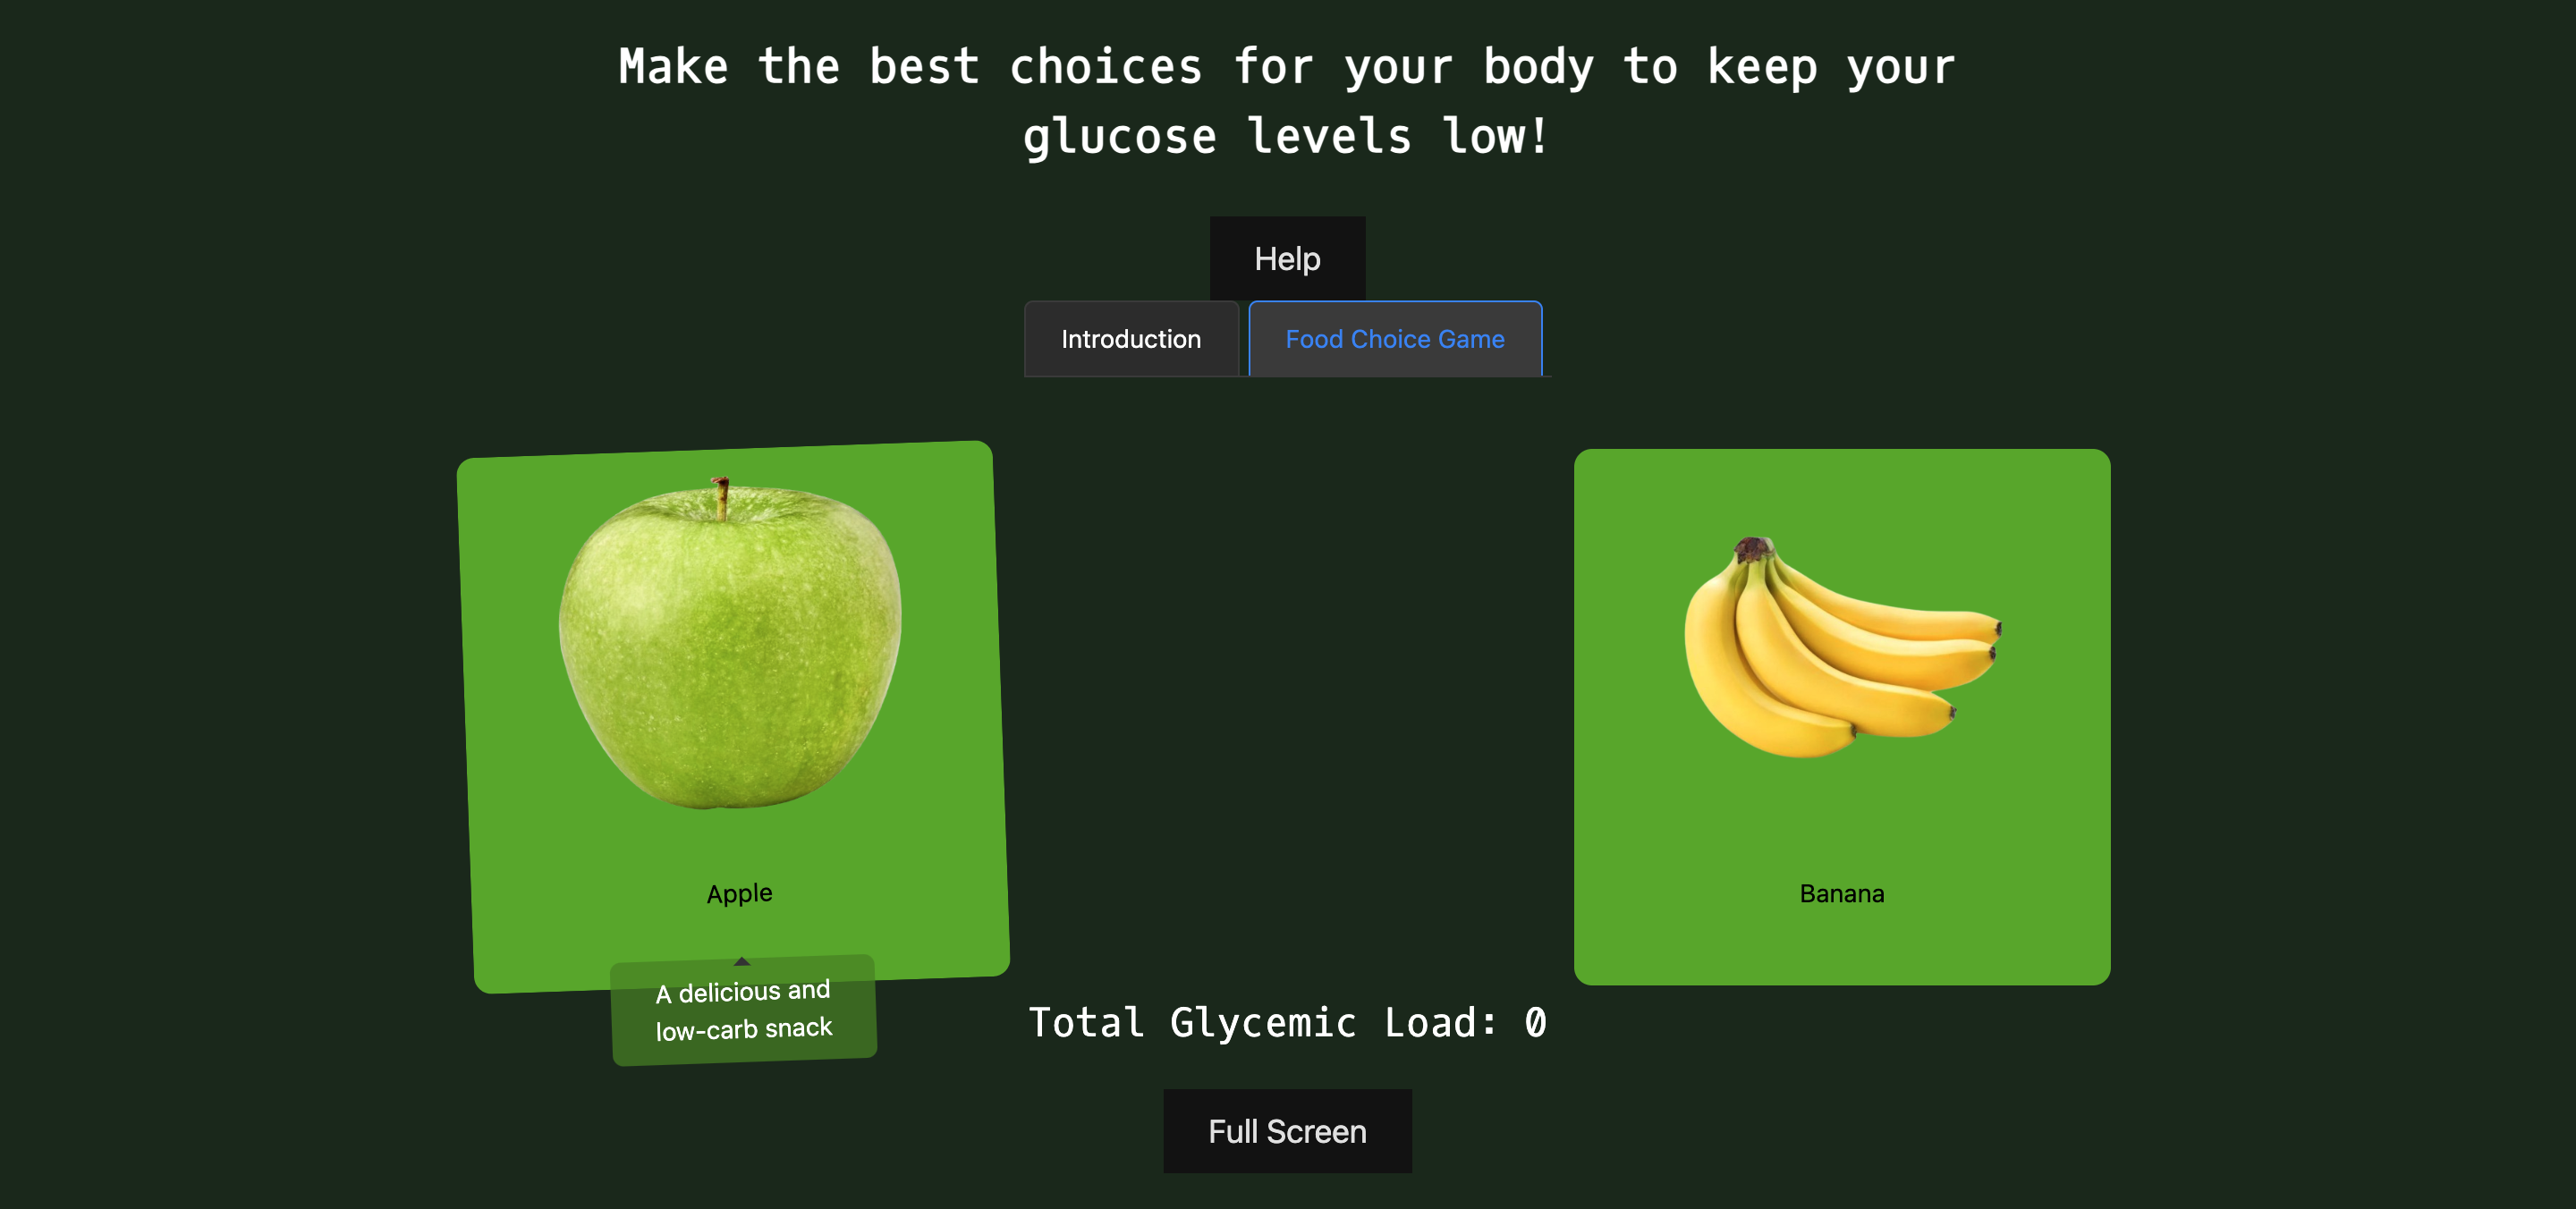 Make the best choices for your body to keep your
glucose levels low!
Help
Introduction
Food Choice Game
Apple
A delicious and
low-carb snack
Banana
Total Glycemic Load: 0
Full Screen